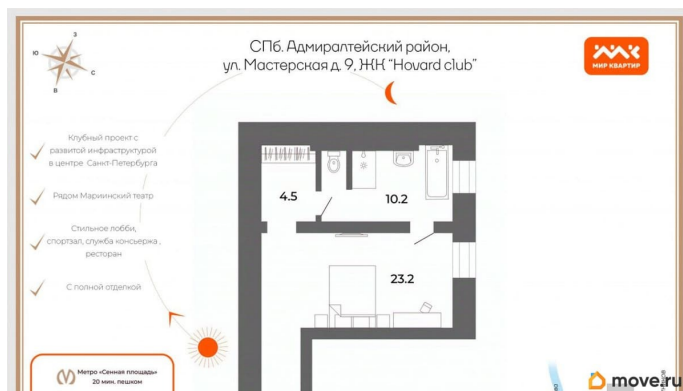 З
Ю
С
В
СПб. Адмиралтейский район,
ул. Мастерская д. 9, ЖК "Hovard club"
МИР КВАРТИР
Клубный проект с
развитой инфраструктурой
в центре Санкт-Петербурга
Рядом Мариинский театр
Стильное лобби,
спортзал, служба консьержа,
ресторан
С полной отделкой
4.5
10.2
23.2
Метро «Сенная площадь»
20 мин. пешком
move.ru